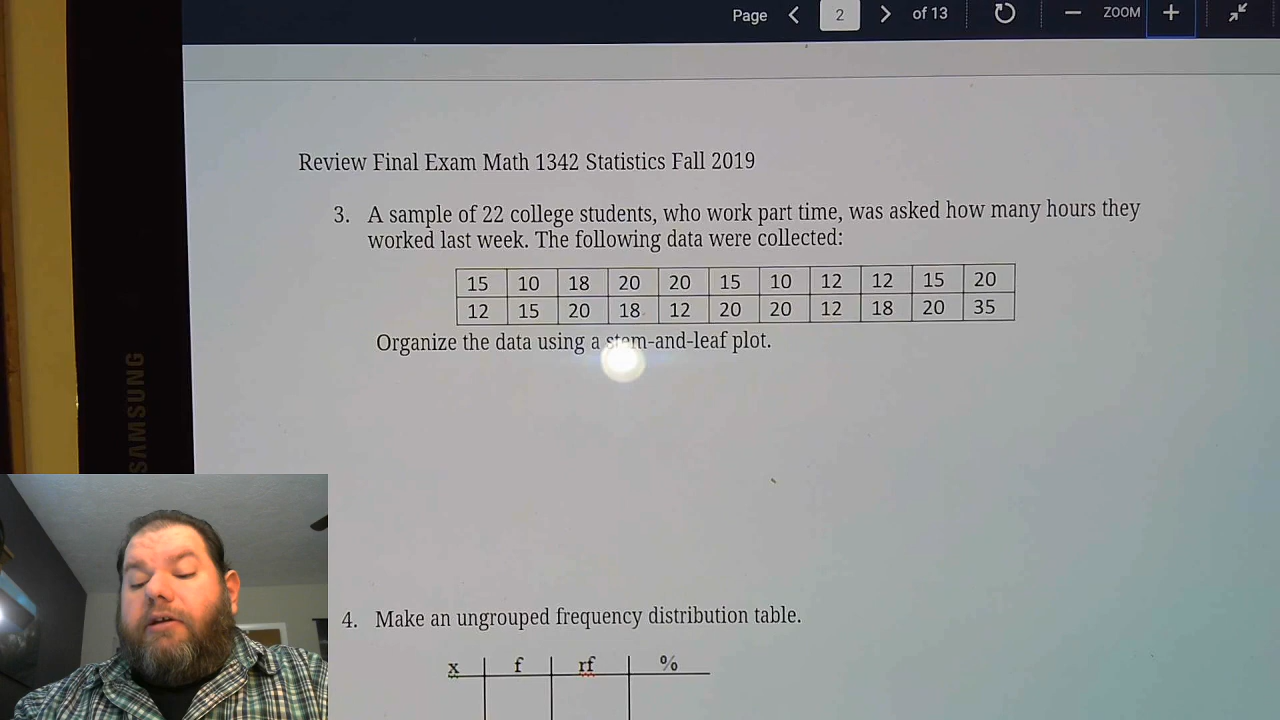 Page 2 of 13 ZOOM
Review Final Exam Math 1342 Statistics Fall 2019
3. A sample of 22 college students, who work part time, was asked how many hours they
worked last week. The following data were collected:
15 10 18 20 20 15 10 12 12 15 20
12 15 20 18 12 20 20 12 18 20 35
Organize the data using a stem-and-leaf plot.
SAMSUNG
4. Make an ungrouped frequency distribution table.
x f rf %